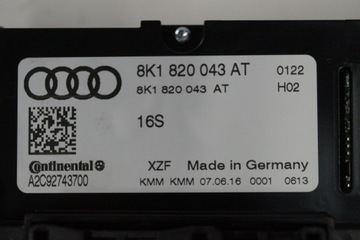 8K1 820 043 AT 0122
8K1 820 043 AT H02
16S
Continental XZF Made in Germany
A2C92743700 KMM KMM 07.06.16 0001 0613